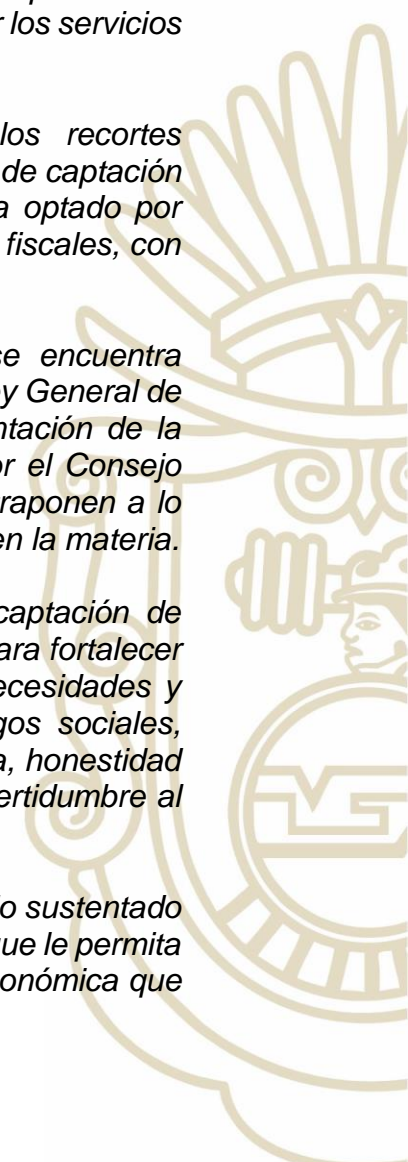 r los servicios
los recortes
de captación
a optado por
fiscales, con
se encuentra
y General de
ntación de la
or el Consejo
traponen a lo
en la materia.
captación de
ara fortalecer
ecesidades y
gos sociales,
a, honestidad
ertidumbre al
o sustentado
ue le permita
onómica que